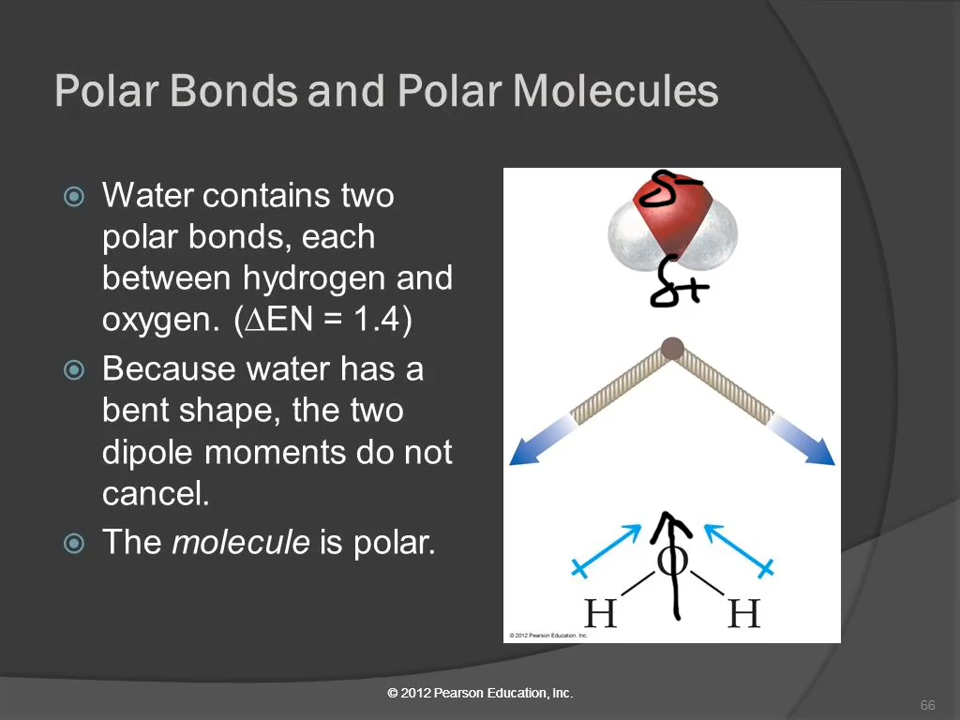 Polar Bonds and Polar Molecules
Water contains two
polar bonds, each
between hydrogen and
oxygen. (∆EN = 1.4)
Because water has a
bent shape, the two
dipole moments do not
cancel.
The molecule is polar.
δ−
δ+
O
H H
© 2012 Pearson Education, Inc.
© 2012 Pearson Education, Inc.
66